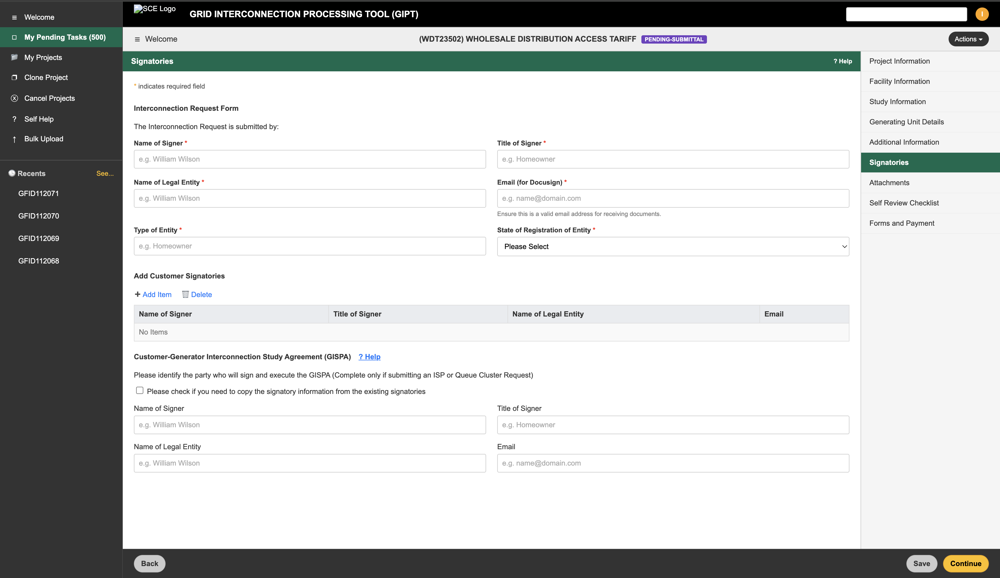 Welcome
My Pending Tasks (500)
My Projects
Clone Project
Cancel Projects
? Self Help
Bulk Upload
Recents See...
GFID112071
GFID112070
GFID112069
GFID112068
SCE Logo
GRID INTERCONNECTION PROCESSING TOOL (GIPT)
I
Welcome
(WDT23502) WHOLESALE DISTRIBUTION ACCESS TARIFF PENDING-SUBMITTAL
Actions
Signatories ? Help
* indicates required field
Interconnection Request Form
The Interconnection Request is submitted by:
Name of Signer * Title of Signer *
e.g. William Wilson e.g. Homeowner
Name of Legal Entity * Email (for Docusign) *
e.g. William Wilson e.g. name@domain.com
Ensure this is a valid email address for receiving documents.
Type of Entity * State of Registration of Entity *
e.g. Homeowner Please Select
Add Customer Signatories
+ Add Item Delete
Name of Signer Title of Signer Name of Legal Entity Email
No Items
Customer-Generator Interconnection Study Agreement (GISPA) ? Help
Please identify the party who will sign and execute the GISPA (Complete only if submitting an ISP or Queue Cluster Request)
Please check if you need to copy the signatory information from the existing signatories
Name of Signer Title of Signer
e.g. William Wilson e.g. Homeowner
Name of Legal Entity Email
e.g. William Wilson e.g. name@domain.com
Project Information
Facility Information
Study Information
Generating Unit Details
Additional Information
Signatories
Attachments
Self Review Checklist
Forms and Payment
Back Save Continue